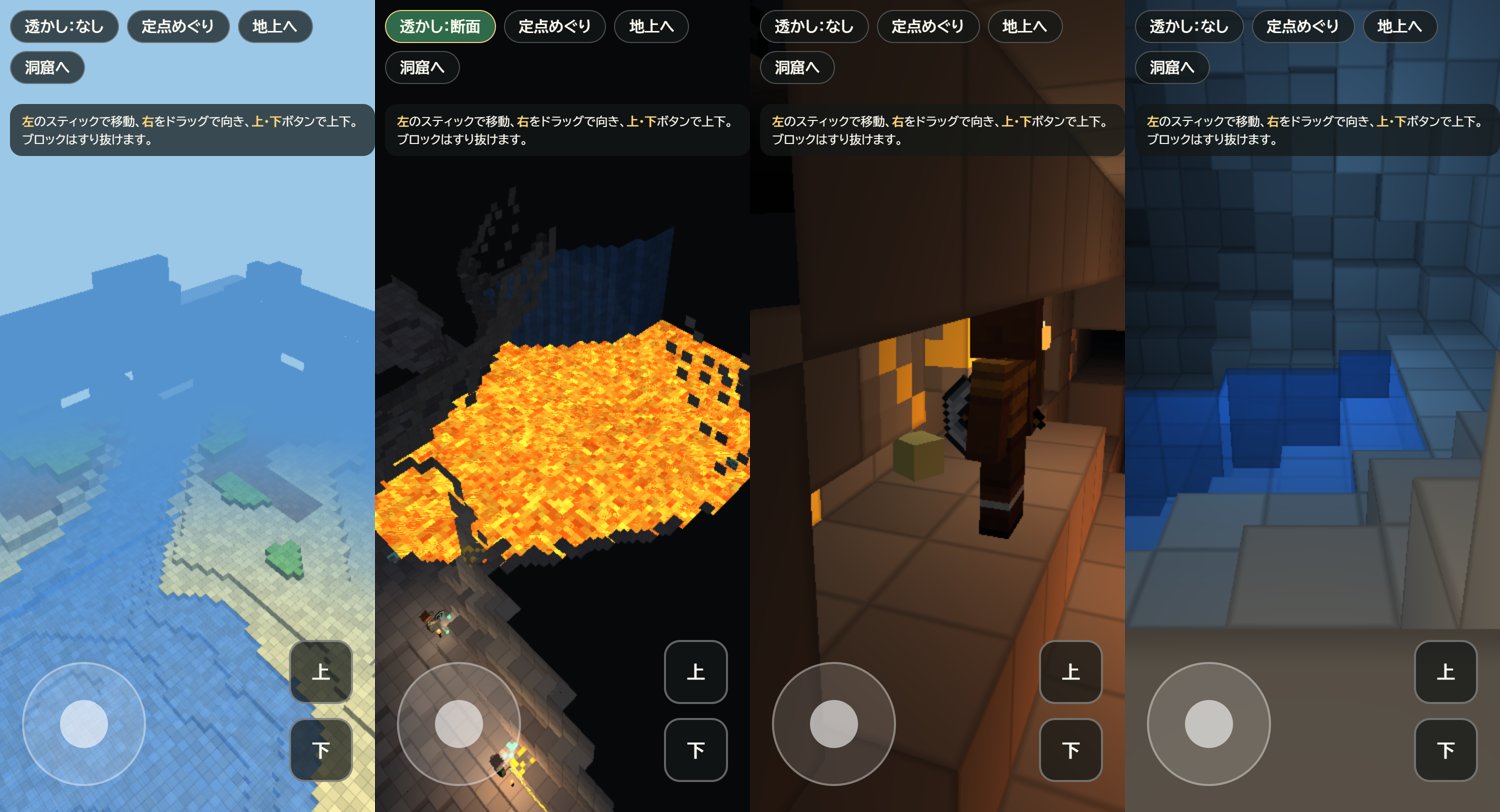 透かし:なし
定点めぐり
地上へ
洞窟へ
左のスティックで移動、右をドラッグで向き、上・下ボタンで上下。
ブロックはすり抜けます。
上
下
透かし:断面
定点めぐり
地上へ
洞窟へ
左のスティックで移動、右をドラッグで向き、上・下ボタンで上下。
ブロックはすり抜けます。
上
下
透かし:なし
定点めぐり
地上へ
洞窟へ
左のスティックで移動、右をドラッグで向き、上・下ボタンで上下。
ブロックはすり抜けます。
上
下
透かし:なし
定点めぐり
地上へ
洞窟へ
左のスティックで移動、右をドラッグで向き、上・下ボタンで上下。
ブロックはすり抜けます。
上
下